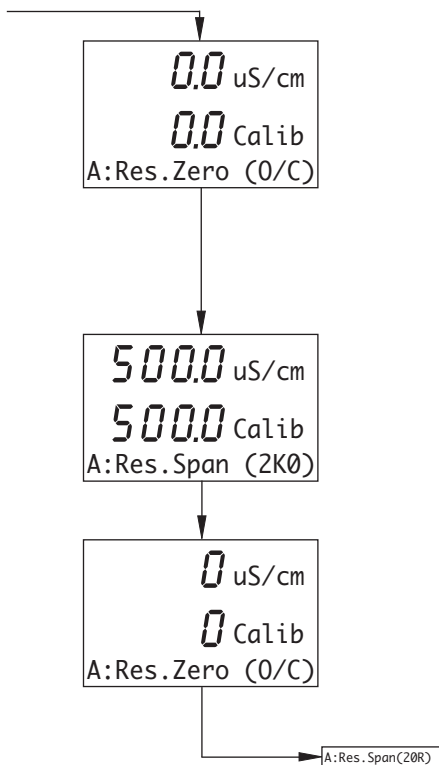 0.0 uS/cm
0.0 Calib
A:Res.Zero (O/C)
500.0 uS/cm
500.0 Calib
A:Res.Span (2K0)
0 uS/cm
0 Calib
A:Res.Zero (O/C)
A:Res.Span(20R)